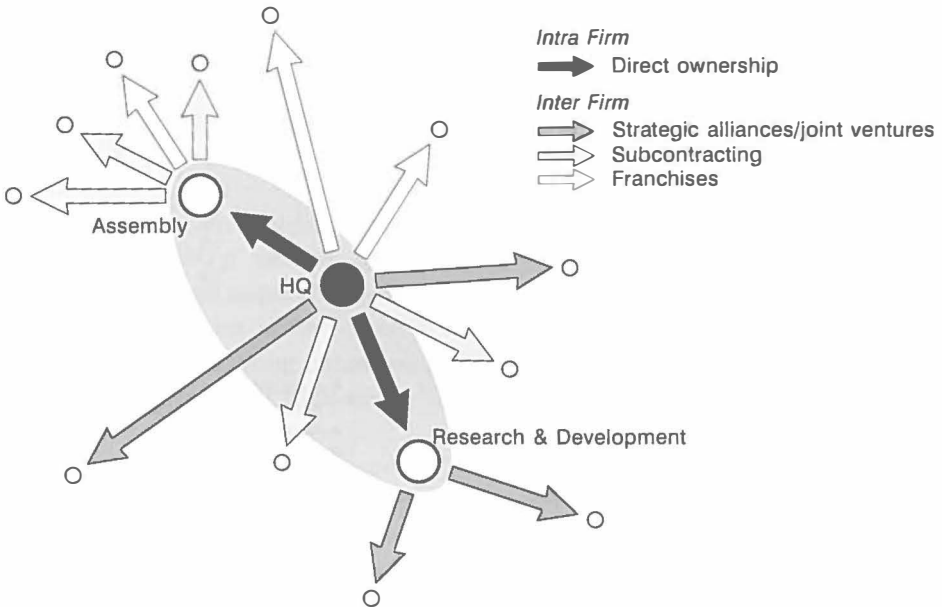 Intra Firm
Direct ownership
Inter Firm
Strategic alliances/joint ventures
Subcontracting
Franchises
Assembly
HQ
Research & Development